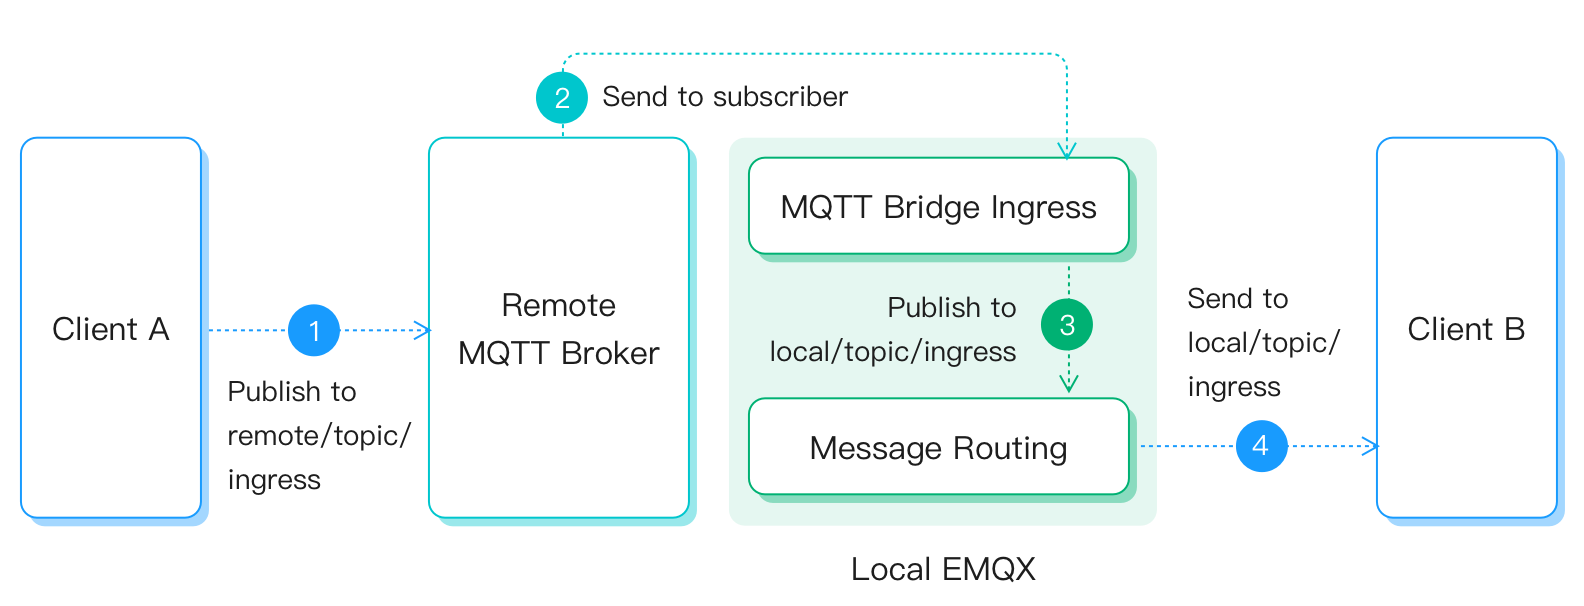 2
Send to subscriber
Client A
1
Publish to
remote/topic/
ingress
Remote
MQTT Broker
MQTT Bridge Ingress
Publish to
local/topic/ingress
3
Message Routing
Local EMQX
Send to
local/topic/
ingress
4
Client B